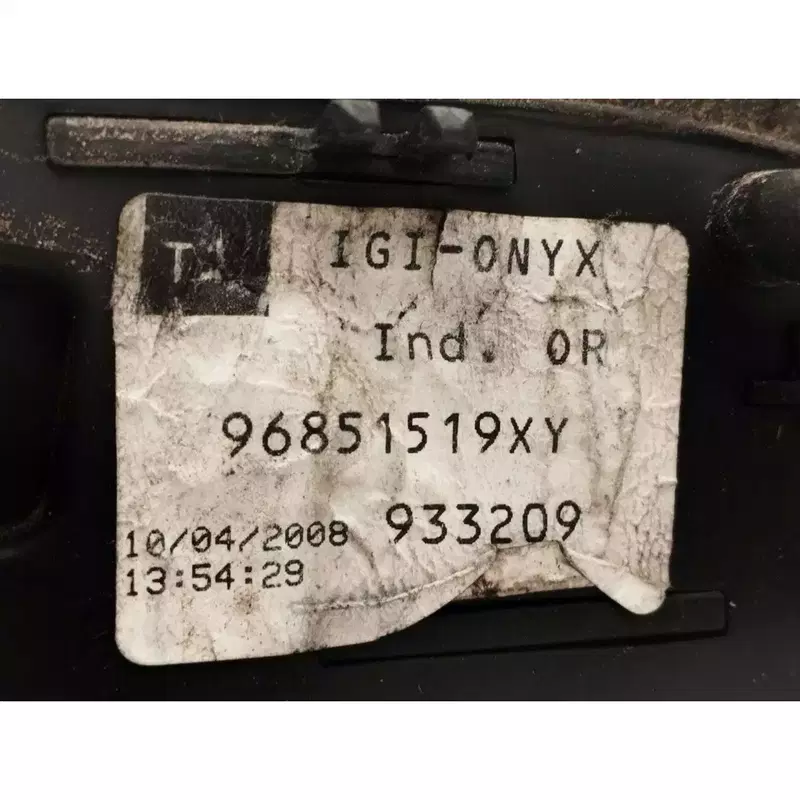 IGI-ONYX
Ind. 0R
96851519XY
933209
10/04/2008
13:54:29